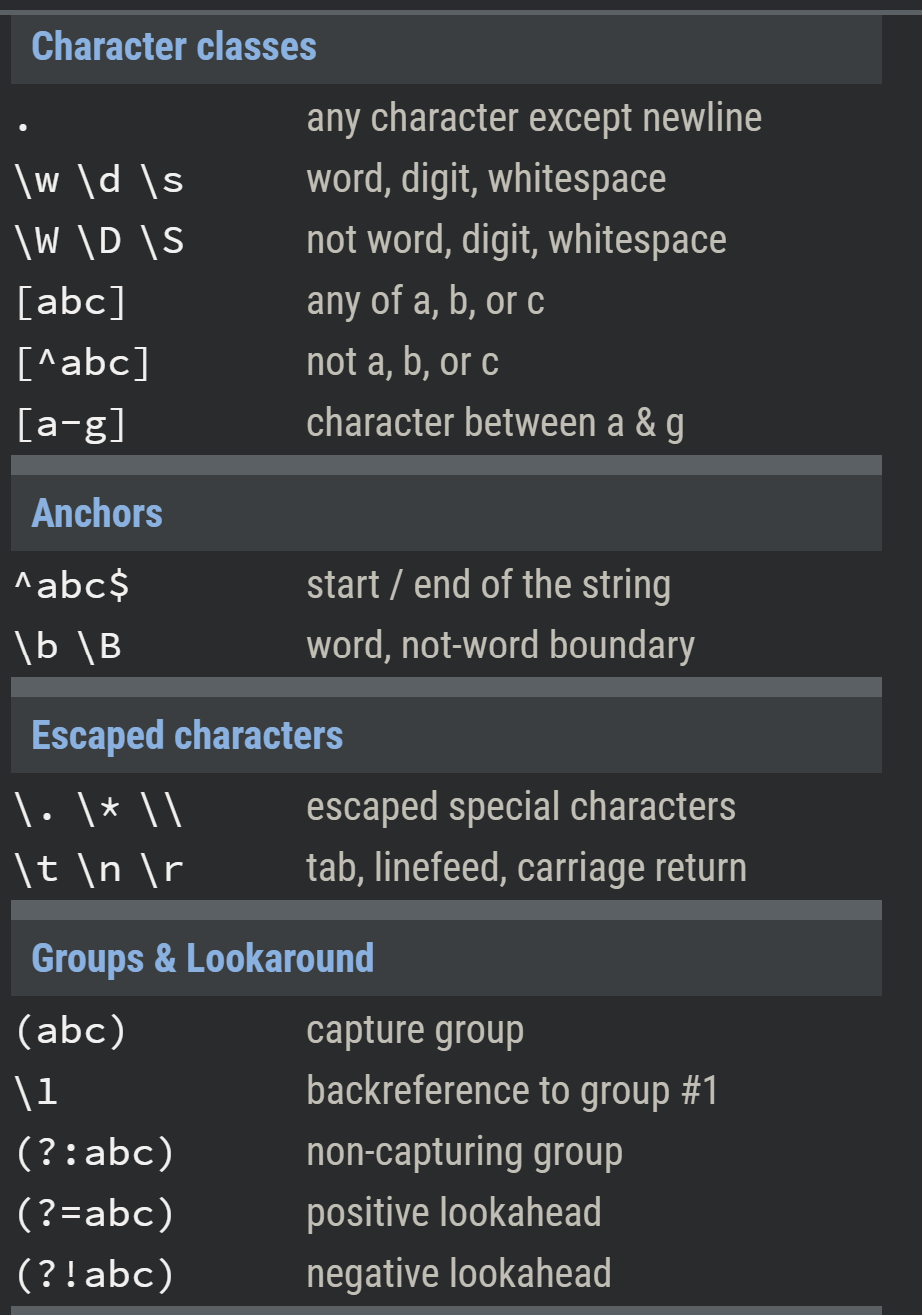 Character classes
. any character except newline
\w \d \s word, digit, whitespace
\W \D \S not word, digit, whitespace
[abc] any of a, b, or c
[^abc] not a, b, or c
[a-g] character between a & g
Anchors
^abc$ start / end of the string
\b \B word, not-word boundary
Escaped characters
\. \* \\ escaped special characters
\t \n \r tab, linefeed, carriage return
Groups & Lookaround
(abc) capture group
\1 backreference to group #1
(?:abc) non-capturing group
(?=abc) positive lookahead
(?!abc) negative lookahead